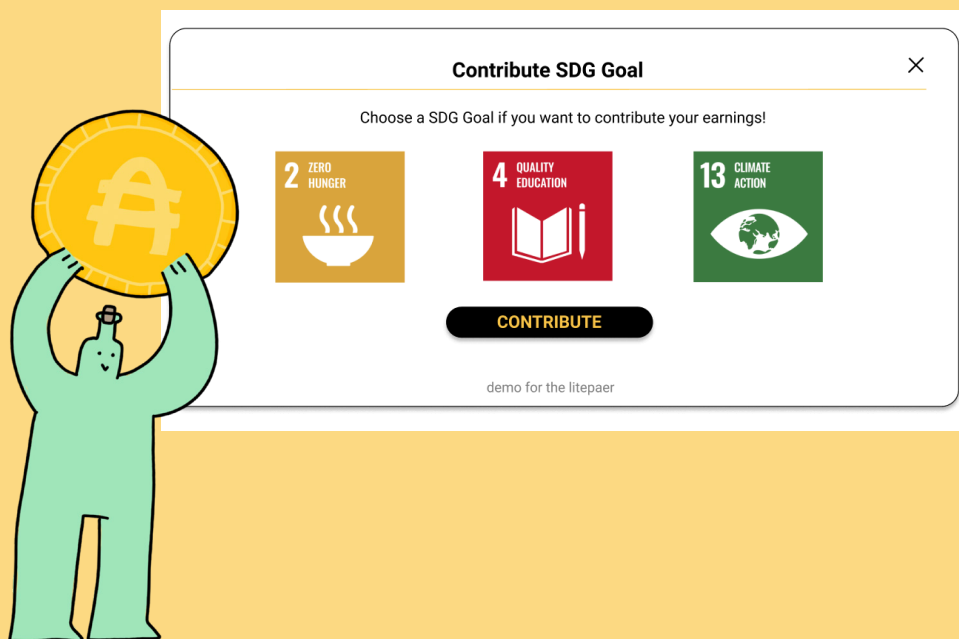 Contribute SDG Goal
Choose a SDG Goal if you want to contribute your earnings!
2 ZERO
HUNGER
4 QUALITY
EDUCATION
13 CLIMATE
ACTION
CONTRIBUTE
demo for the litepaer